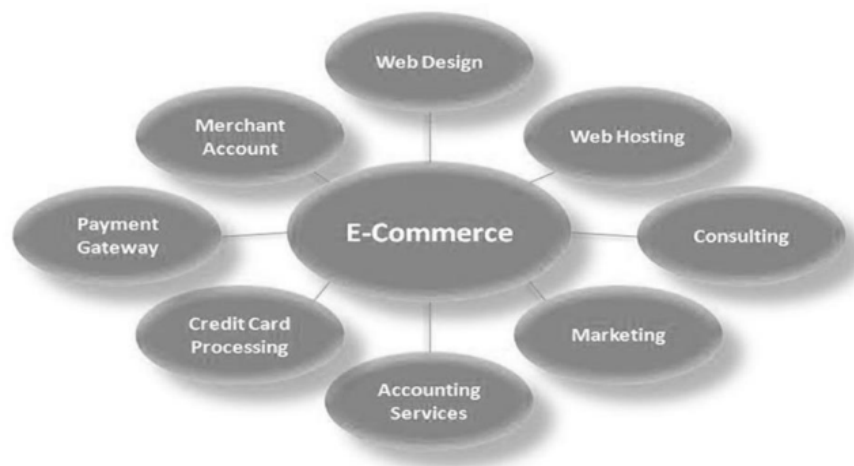 Web Design
Merchant
Account
Web Hosting
Payment
Gateway
E-Commerce
Consulting
Credit Card
Processing
Marketing
Accounting
Services